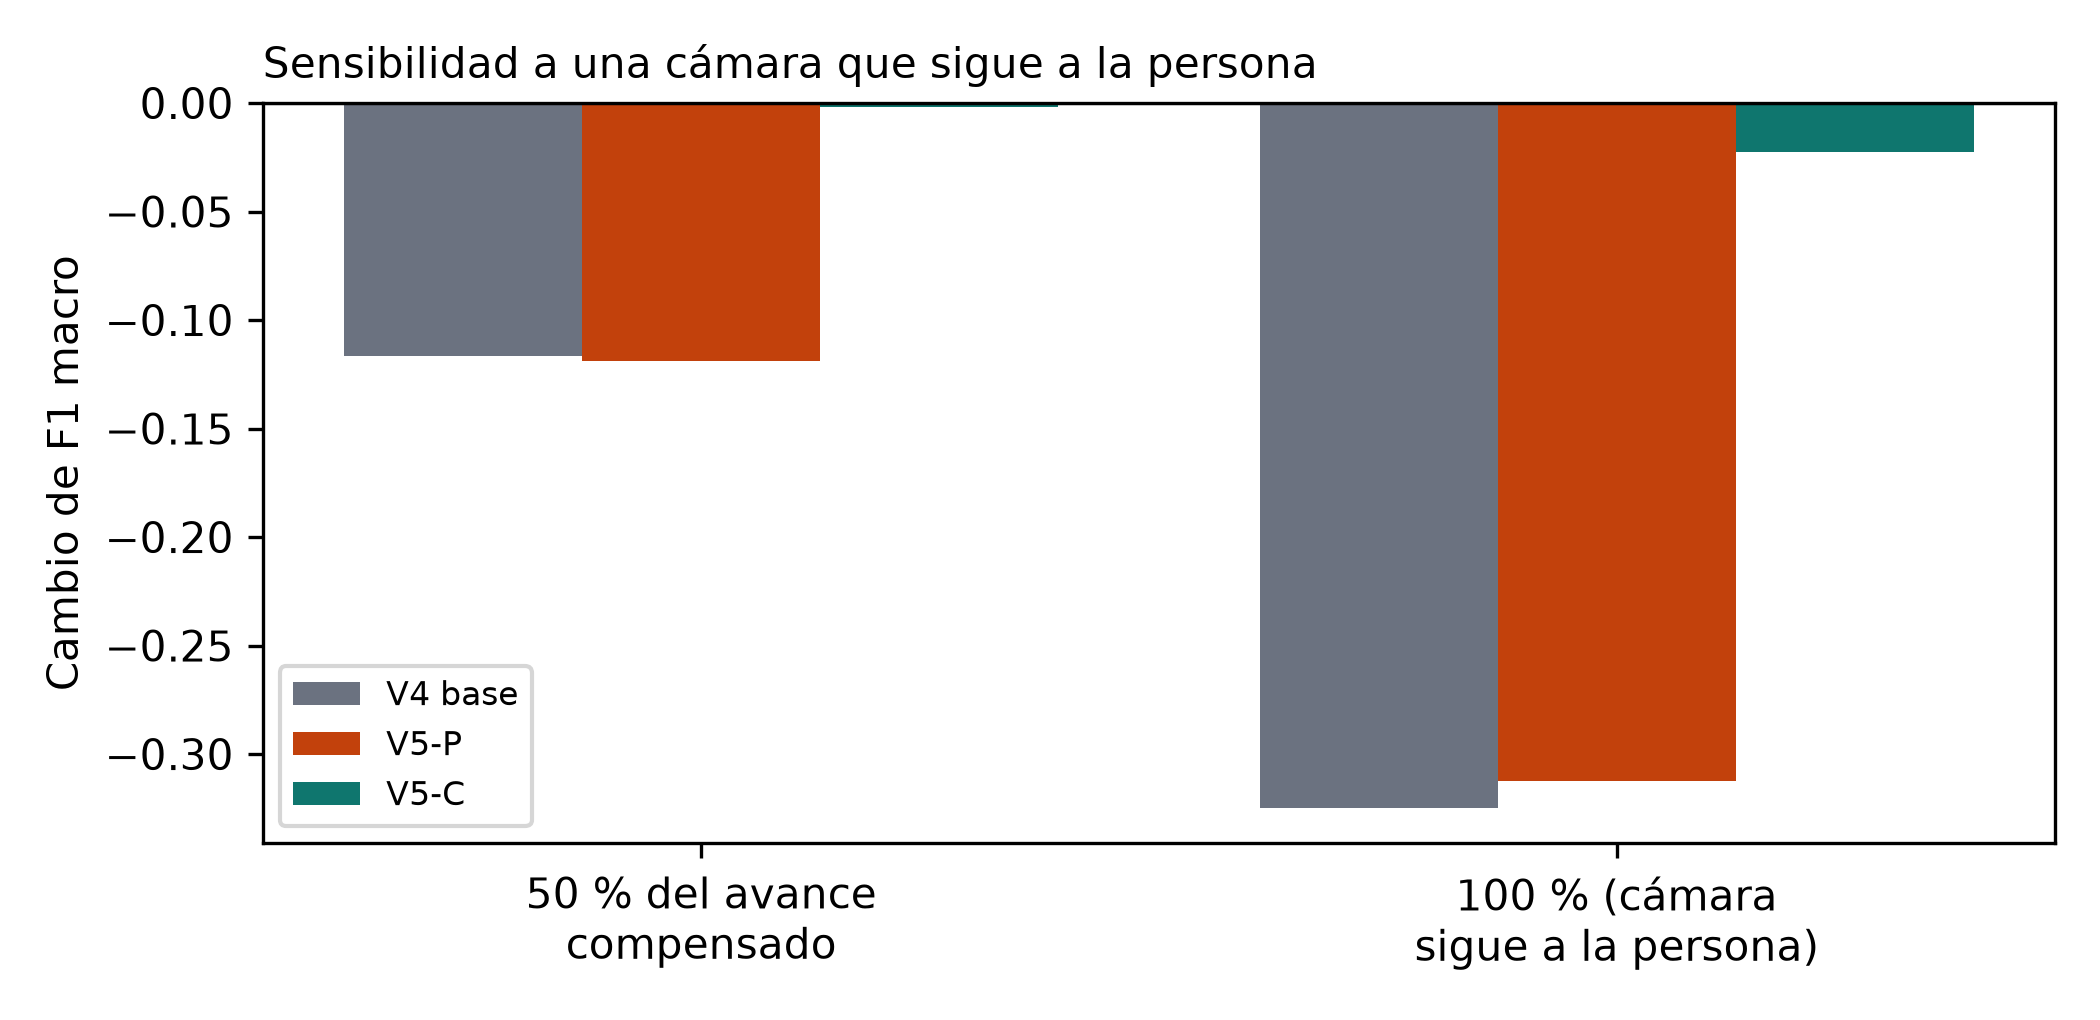 Sensibilidad a una cámara que sigue a la persona
Cambio de F1 macro
0.00
−0.05
−0.10
−0.15
−0.20
−0.25
−0.30
V4 base
V5-P
V5-C
50 % del avance
compensado
100 % (cámara
sigue a la persona)